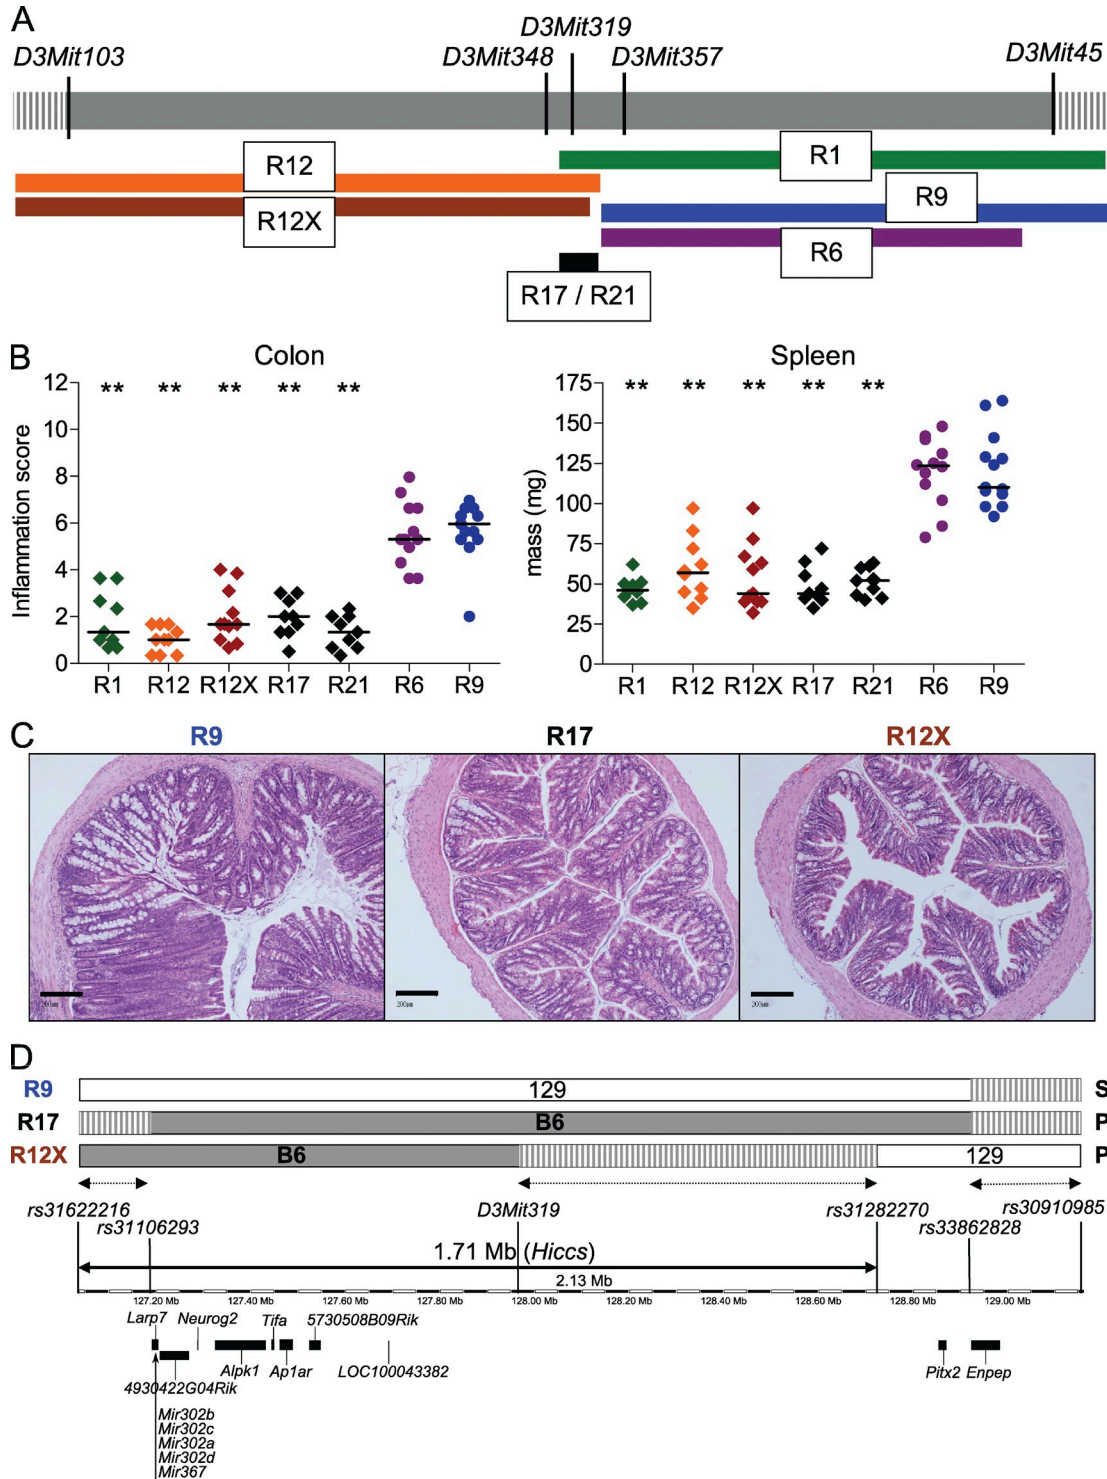 A
D3Mit319
D3Mit103 D3Mit348 D3Mit357 D3Mit45
R12 R1
R12X R9
R6
R17 / R21
B
Colon Spleen
Inflammation score
12
10
8
6
4
2
0
** ** ** ** **
R1 R12 R12X R17 R21 R6 R9
mass (mg)
175
150
125
100
75
50
25
0
** ** ** ** **
R1 R12 R12X R17 R21 R6 R9
C
R9 R17 R12X
200μm 200μm 200μm
D
R9 129 S
R17 B6 P
R12X B6 129 P
rs31622216 D3Mit319 rs31282270 rs30910985
rs31106293 rs33862828
1.71 Mb (Hiccs)
2.13 Mb
127.20 Mb 127.40 Mb 127.60 Mb 127.80 Mb 128.00 Mb 128.20 Mb 128.40 Mb 128.60 Mb 128.80 Mb 129.00 Mb
Larp7 Neurog2 Tifa 5730508B09Rik
Alpk1 Ap1ar LOC100043382 Pitx2 Enpep
4930422G04Rik
Mir302b
Mir302c
Mir302a
Mir302d
Mir367